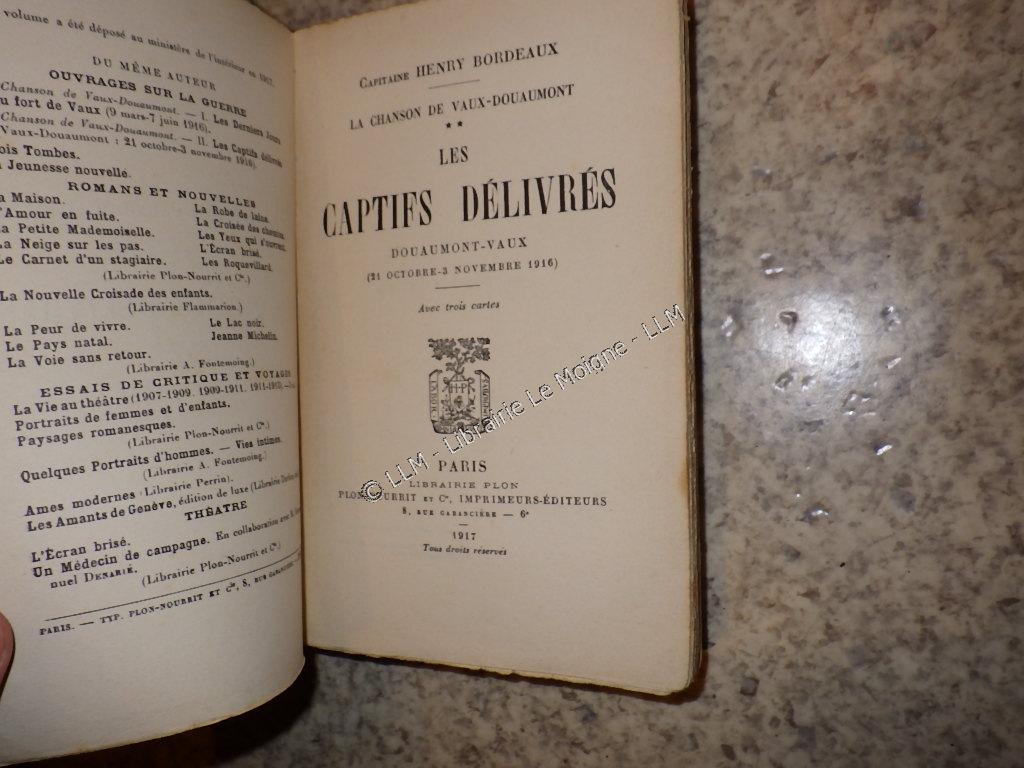 volume a été déposé au ministère de l'intérieur en 1917.
DU MÊME AUTEUR
OUVRAGES SUR LA GUERRE
Chanson de Vaux-Douaumont. — I. Les Derniers Jours
du fort de Vaux (9 mars-7 juin 1916).
Chanson de Vaux-Douaumont. — II. Les Captifs délivrés
Vaux-Douaumont : 21 octobre-3 novembre 1916).
ois Tombes.
Jeunesse nouvelle.
ROMANS ET NOUVELLES
a Maison.
La Robe de laine.
'Amour en fuite.
La Croisée des chemins.
La Petite Mademoiselle.
Les Yeux qui s'ouvrent.
La Neige sur les pas.
L'Écran brisé.
Le Carnet d'un stagiaire.
Les Roquevillard.
(Librairie Plon-Nourrit et Cie.)
La Nouvelle Croisade des enfants.
(Librairie Flammarion.)
La Peur de vivre.
Le Lac noir.
Le Pays natal.
Jeanne Michelin.
La Voie sans retour.
(Librairie A. Fontemoing.)
ESSAIS DE CRITIQUE ET VOYAGES
La Vie au théâtre (1907-1909. 1909-1911. 1911-1913.
Portraits de femmes et d'enfants.
Paysages romanesques.
(Librairie Plon-Nourrit et Cie.)
Quelques Portraits d'hommes. — Vies intimes.
(Librairie A. Fontemoing.)
Ames modernes (Librairie Perrin).
Les Amants de Genève, édition de luxe (Librairie
THÉATRE
L'Écran brisé.
Un Médecin de campagne. En collaboration avec
nuel DENARIÉ.
(Librairie Plon-Nourrit et Cie.)
PARIS. — TYP. PLON-NOURRIT ET Cie, 8, RUE GARANCIÈRE
CAPITAINE HENRY BORDEAUX
LA CHANSON DE VAUX-DOUAUMONT
**
LES
CAPTIFS DÉLIVRÉS
DOUAUMONT-VAUX
(21 OCTOBRE-3 NOVEMBRE 1916)
Avec trois cartes
PARIS
LIBRAIRIE PLON
PLON-NOURRIT ET Cie, IMPRIMEURS-ÉDITEURS
8, RUE GARANCIÈRE — 6e
1917
Tous droits réservés
© LLM - Librairie Le Moigne - LLM